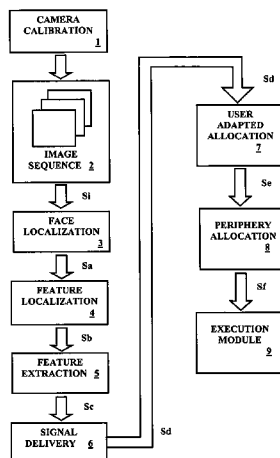 CAMERA
CALIBRATION
1
IMAGE
SEQUENCE 2
Si
FACE
LOCALIZATION
3
Sa
FEATURE
LOCALIZATION
4
Sb
FEATURE
EXTRACTION 5
Sc
SIGNAL
DELIVERY 6
Sd
Sd
USER
ADAPTED
ALLOCATION
7
Se
PERIPHERY
ALLOCATION
8
Sf
EXECUTION
MODULE
9